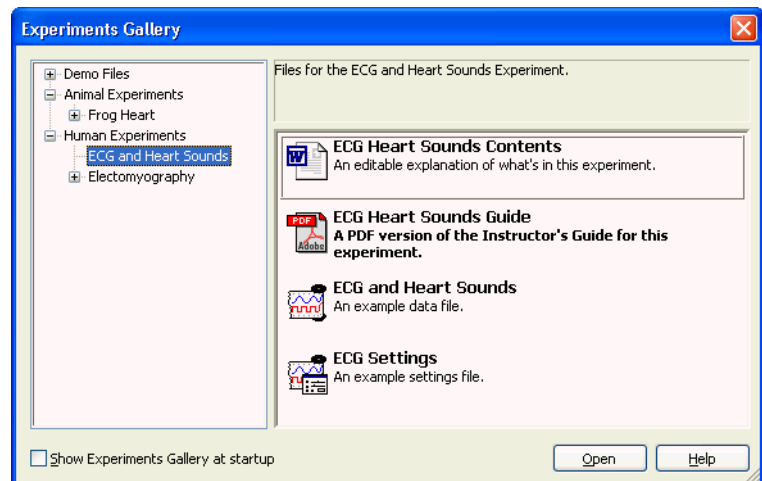 Experiments Gallery
Demo Files
Animal Experiments
Frog Heart
Human Experiments
ECG and Heart Sounds
Electomyography
Files for the ECG and Heart Sounds Experiment.
ECG Heart Sounds Contents
An editable explanation of what's in this experiment.
PDF
Adobe
ECG Heart Sounds Guide
A PDF version of the Instructor's Guide for this
experiment.
ECG and Heart Sounds
An example data file.
ECG Settings
An example settings file.
Show Experiments Gallery at startup
Open
Help